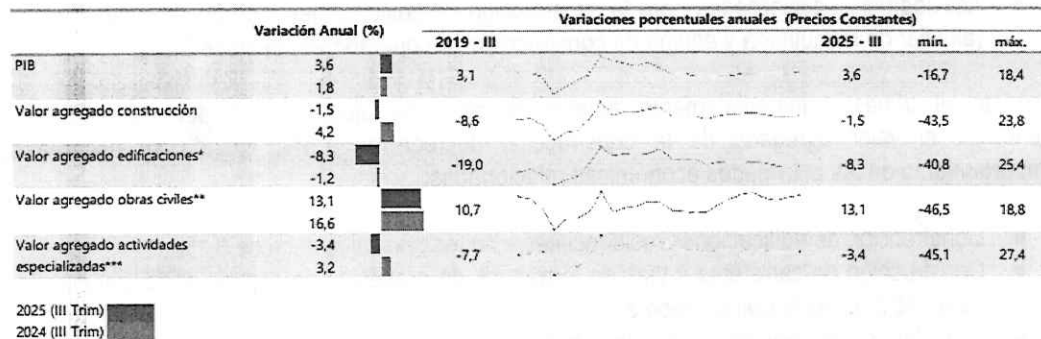 Variaciones porcentuales anuales (Precios Constantes)
Variación Anual (%)
2019 - III 2025 - III mín. máx.
PIB 3,6 3,1 3,6 -16,7 18,4
1,8
Valor agregado construcción -1,5 -8,6 -1,5 -43,5 23,8
4,2
Valor agregado edificaciones* -8,3 -19,0 -8,3 -40,8 25,4
-1,2
Valor agregado obras civiles** 13,1 10,7 13,1 -46,5 18,8
16,6
Valor agregado actividades -3,4 -7,7 -3,4 -45,1 27,4
especializadas*** 3,2
2025 (III Trim)
2024 (III Trim)